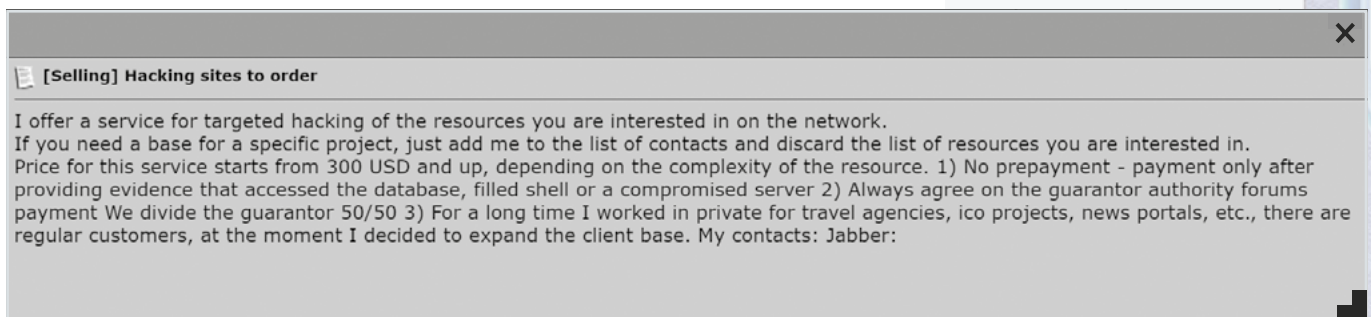 [Selling] Hacking sites to order
I offer a service for targeted hacking of the resources you are interested in on the network.
If you need a base for a specific project, just add me to the list of contacts and discard the list of resources you are interested in.
Price for this service starts from 300 USD and up, depending on the complexity of the resource. 1) No prepayment - payment only after
providing evidence that accessed the database, filled shell or a compromised server 2) Always agree on the guarantor authority forums
payment We divide the guarantor 50/50 3) For a long time I worked in private for travel agencies, ico projects, news portals, etc., there are
regular customers, at the moment I decided to expand the client base. My contacts: Jabber: